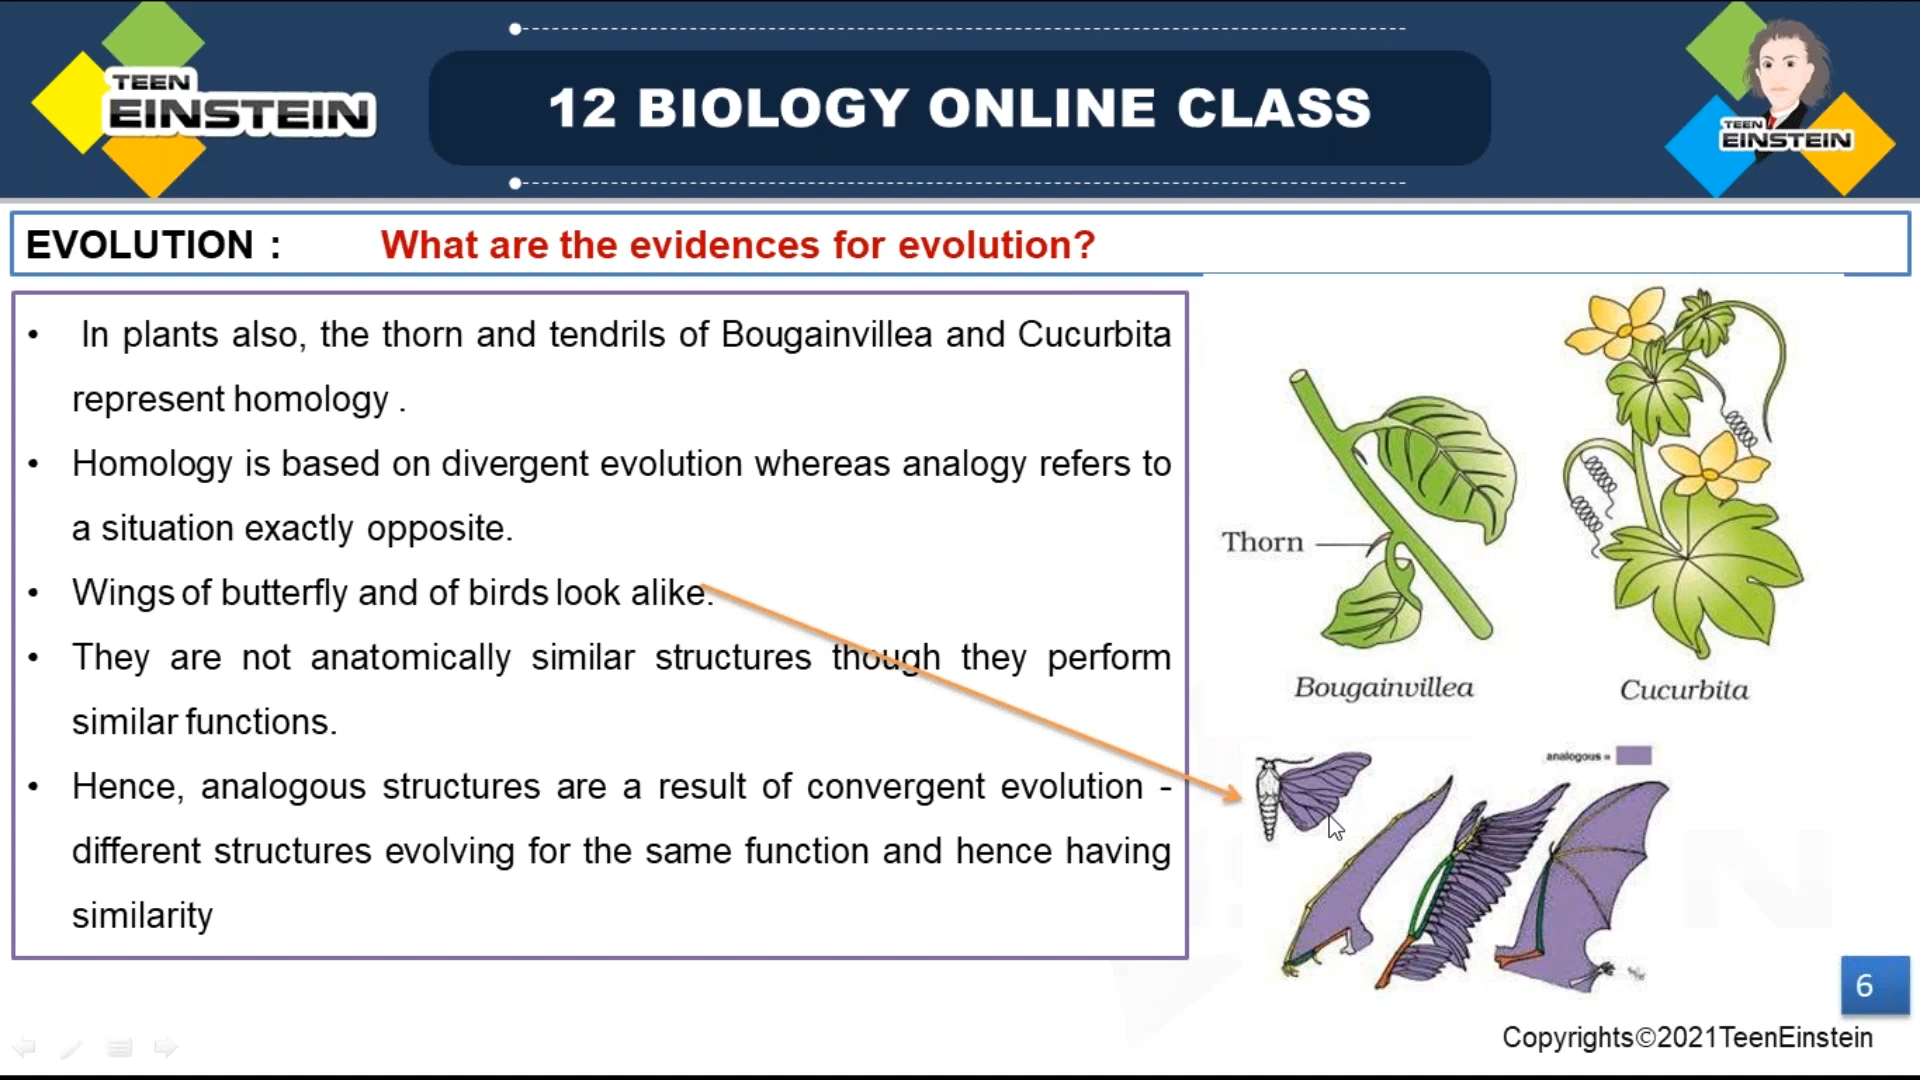 TEEN
EINSTEIN
12 BIOLOGY ONLINE CLASS
TEEN
EINSTEIN
EVOLUTION : What are the evidences for evolution?
• In plants also, the thorn and tendrils of Bougainvillea and Cucurbita
represent homology .
• Homology is based on divergent evolution whereas analogy refers to
a situation exactly opposite.
• Wings of butterfly and of birds look alike.
• They are not anatomically similar structures though they perform
similar functions.
• Hence, analogous structures are a result of convergent evolution -
different structures evolving for the same function and hence having
similarity
Thorn
Bougainvillea
Cucurbita
analogous =
6
Copyrights©2021TeenEinstein